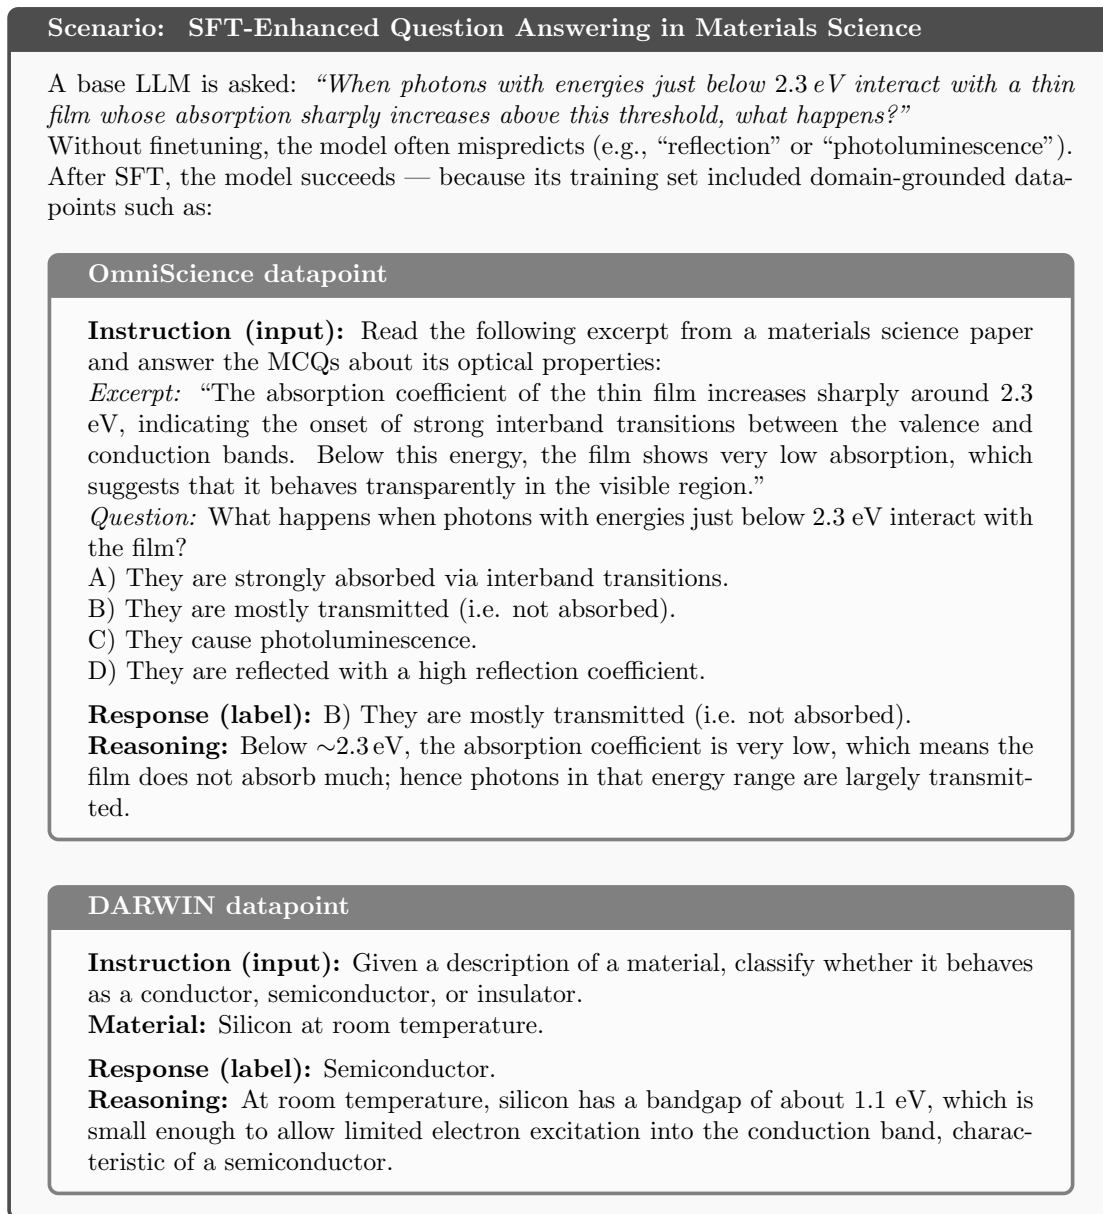 Scenario: SFT-Enhanced Question Answering in Materials Science
A base LLM is asked: “When photons with energies just below 2.3 eV interact with a thin
film whose absorption sharply increases above this threshold, what happens?”
Without finetuning, the model often mispredicts (e.g., “reflection” or “photoluminescence”).
After SFT, the model succeeds — because its training set included domain-grounded data-
points such as:
OmniScience datapoint
Instruction (input): Read the following excerpt from a materials science paper
and answer the MCQs about its optical properties:
Excerpt: “The absorption coefficient of the thin film increases sharply around 2.3
eV, indicating the onset of strong interband transitions between the valence and
conduction bands. Below this energy, the film shows very low absorption, which
suggests that it behaves transparently in the visible region.”
Question: What happens when photons with energies just below 2.3 eV interact with
the film?
A) They are strongly absorbed via interband transitions.
B) They are mostly transmitted (i.e. not absorbed).
C) They cause photoluminescence.
D) They are reflected with a high reflection coefficient.
Response (label): B) They are mostly transmitted (i.e. not absorbed).
Reasoning: Below ∼2.3 eV, the absorption coefficient is very low, which means the
film does not absorb much; hence photons in that energy range are largely transmit-
ted.
DARWIN datapoint
Instruction (input): Given a description of a material, classify whether it behaves
as a conductor, semiconductor, or insulator.
Material: Silicon at room temperature.
Response (label): Semiconductor.
Reasoning: At room temperature, silicon has a bandgap of about 1.1 eV, which is
small enough to allow limited electron excitation into the conduction band, charac-
teristic of a semiconductor.